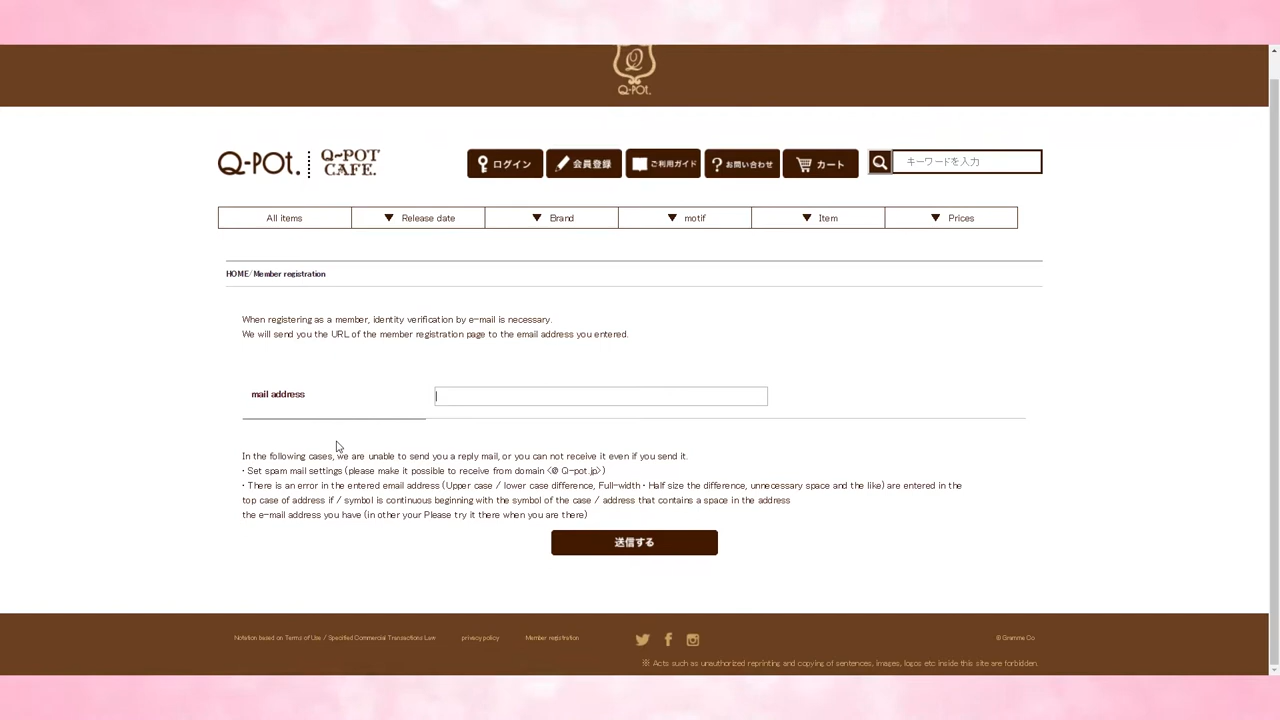 Q
Q-POT.
Q-POT.
Q-POT CAFE.
ログイン
会員登録
ご利用ガイド
お問い合わせ
カート
キーワードを入力
All items
▼ Release date
▼ Brand
▼ motif
▼ Item
▼ Prices
HOME/ Member registration
When registering as a member, identity verification by e-mail is necessary.
We will send you the URL of the member registration page to the email address you entered.
mail address
In the following cases, we are unable to send you a reply mail, or you can not receive it even if you send it.
・Set spam mail settings (please make it possible to receive from domain <@ Q-pot.jp>)
・There is an error in the entered email address (Upper case / lower case difference, Full-width・Half size the difference, unnecessary space and the like) are entered in the
top case of address if / symbol is continuous beginning with the symbol of the case / address that contains a space in the address
the e-mail address you have (in other your Please try it there when you are there)
送信する
Notation based on Terms of Use / Specified Commercial Transactions Law
privacy policy
Member registration
© Gramme Co
※ Acts such as unauthorized reprinting and copying of sentences, images, logos etc inside this site are forbidden.